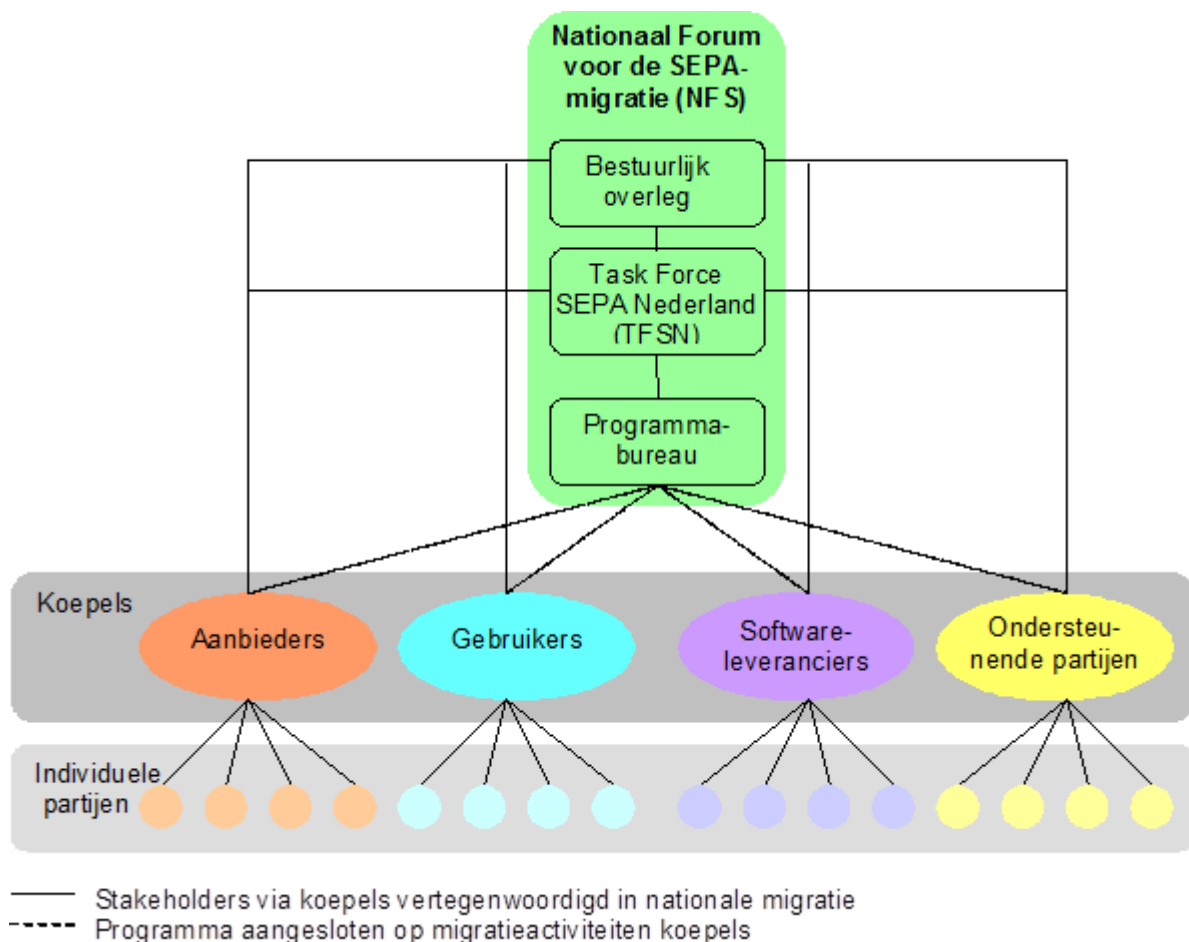 Nationaal Forum
voor de SEPA-
migratie (NFS)
Bestuurlijk
overleg
Task Force
SEPA Nederland
(TFSN)
Programma-
bureau
Koepels
Aanbieders
Gebruikers
Software-
leveranciers
Ondersteu-
nende partijen
Individuele
partijen
Stakeholders via koepels vertegenwoordigd in nationale migratie
Programma aangesloten op migratieactiviteiten koepels